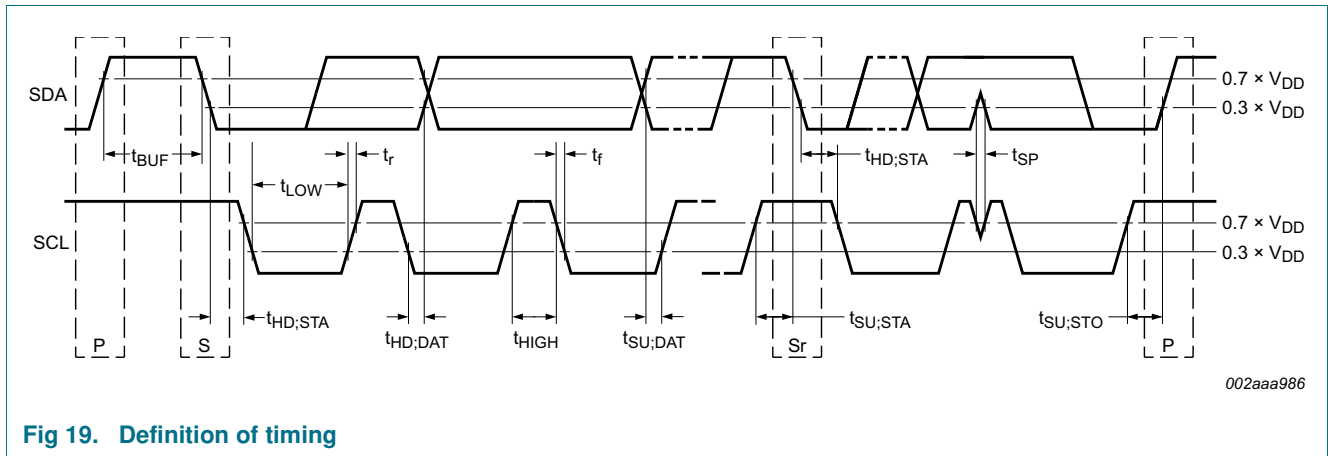 SDA
0.7 × VDD
0.3 × VDD
tBUF
tr
tf
tHD;STA
tSP
tLOW
SCL
0.7 × VDD
0.3 × VDD
tHD;STA
tHD;DAT
tHIGH
tSU;DAT
tSU;STA
tSU;STO
P
S
Sr
P
002aaa986
Fig 19. Definition of timing